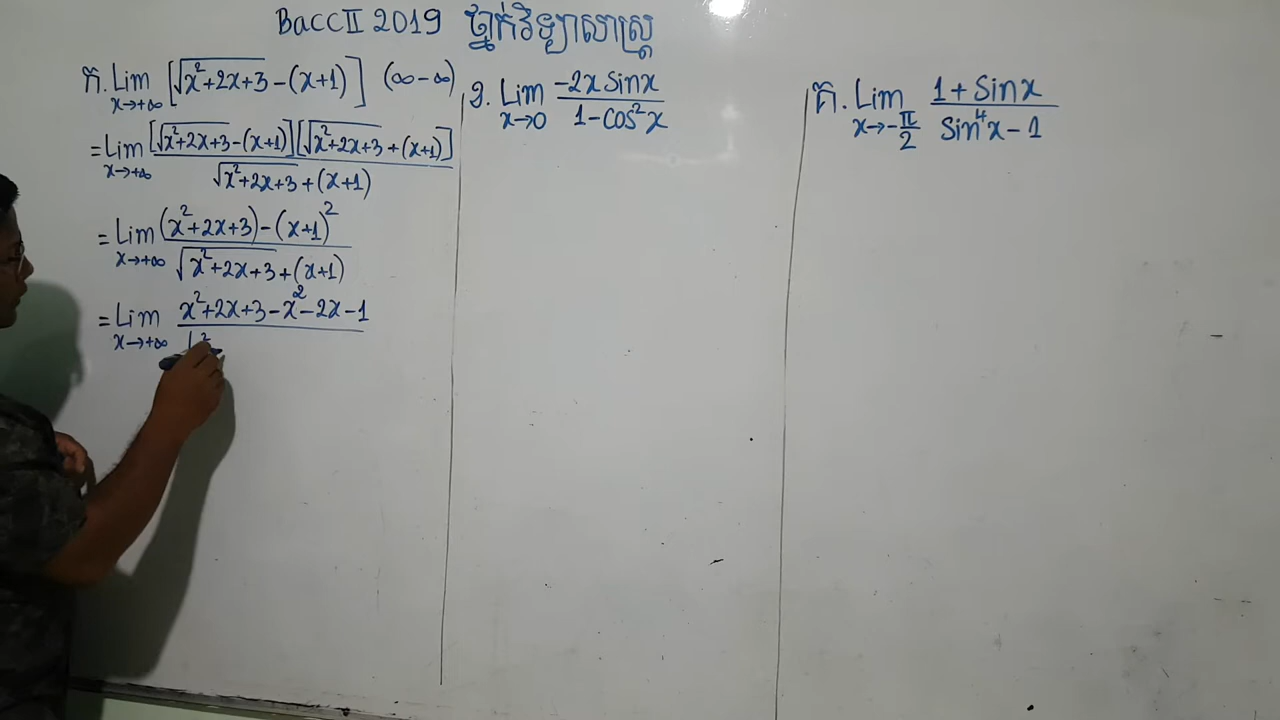 BacCII 2019 ថ្នាក់វិទ្យាសាស្ត្រ
ក. Lim x→+∞ [√x²+2x+3 -(x+1)] (∞-∞)
= Lim x→+∞ [√x²+2x+3 -(x+1)][√x²+2x+3 +(x+1)] / √x²+2x+3 +(x+1)
= Lim x→+∞ (x²+2x+3)-(x+1)² / √x²+2x+3 +(x+1)
= Lim x→+∞ x²+2x+3-x²-2x-1
ខ. Lim x→0 -2x Sinx / 1-cos²x
គ. Lim x→-π/2 1+Sinx / Sin⁴x-1